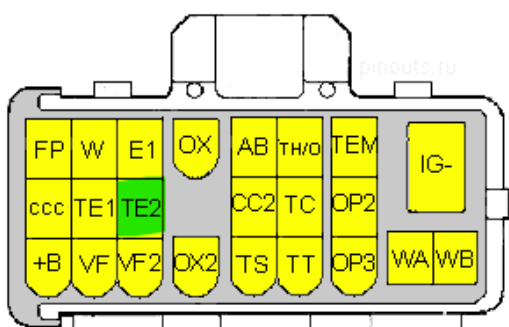 pinouts.ru
FP W E1 OX AB TH/O TEM IG-
ccc TE1 TE2 CC2 TC OP2
+B VF VF2 OX2 TS TT OP3 WA WB